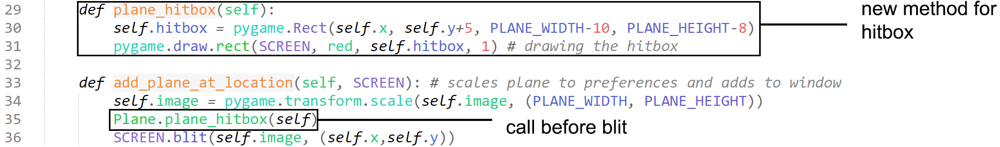 29 def plane_hitbox(self):
30 self.hitbox = pygame.Rect(self.x, self.y+5, PLANE_WIDTH-10, PLANE_HEIGHT-8)
31 pygame.draw.rect(SCREEN, red, self.hitbox, 1) # drawing the hitbox
new method for
hitbox
32
33 def add_plane_at_location(self, SCREEN): # scales plane to preferences and adds to window
34 self.image = pygame.transform.scale(self.image, (PLANE_WIDTH, PLANE_HEIGHT))
35 Plane.plane_hitbox(self)
call before blit
36 SCREEN.blit(self.image, (self.x,self.y))